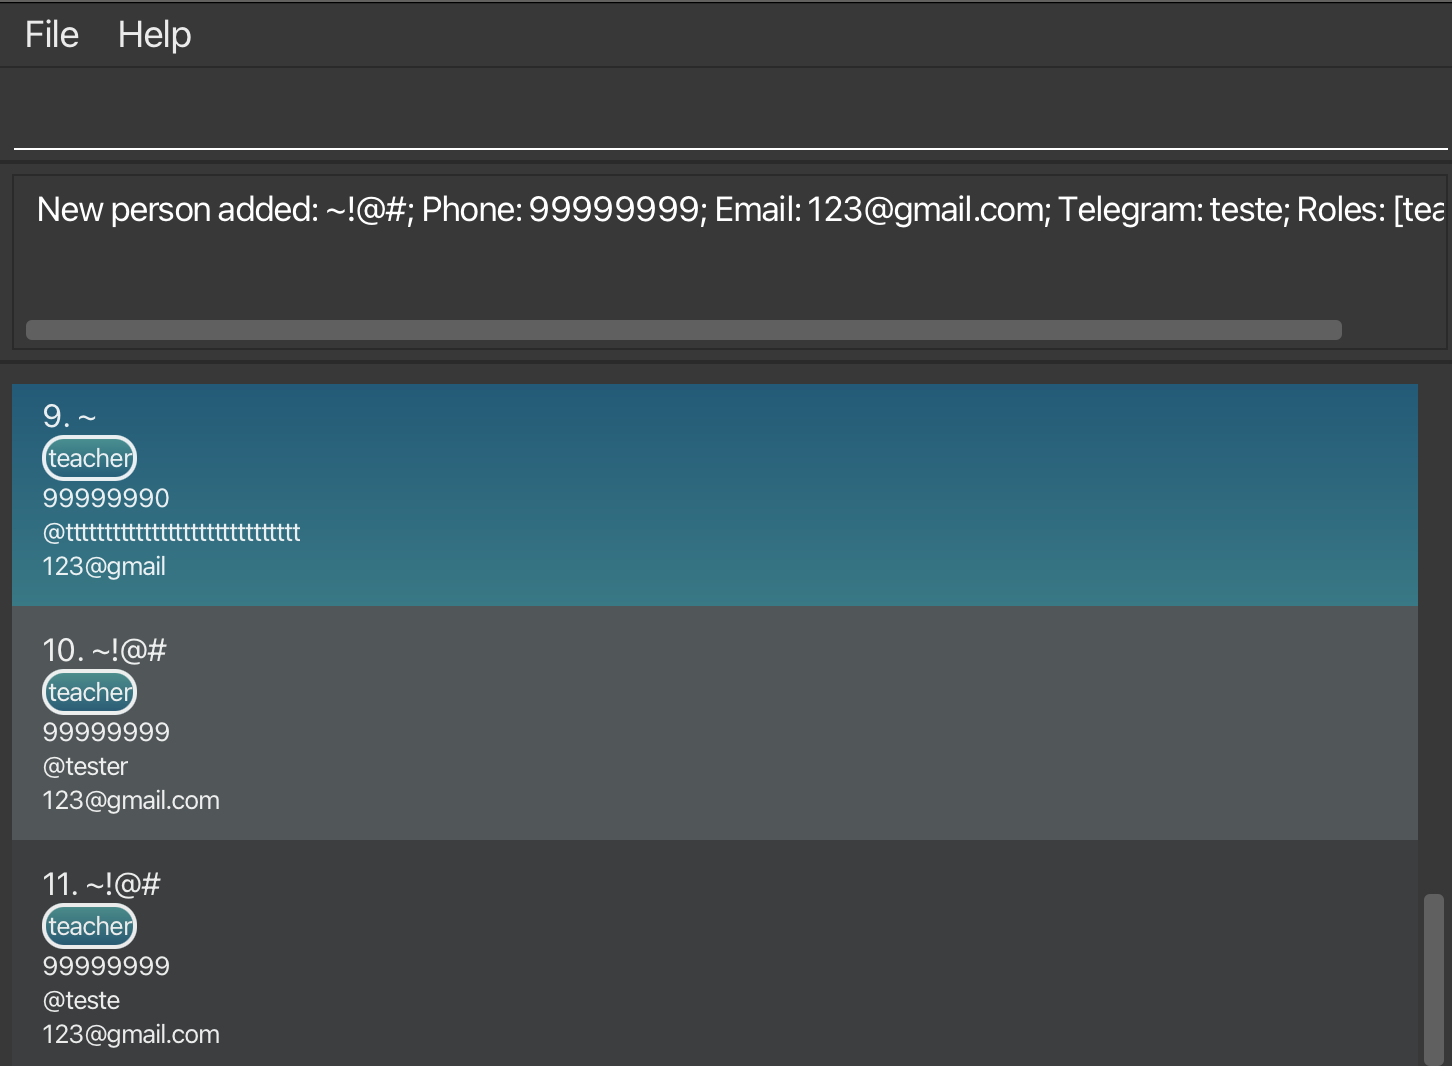 File Help
New person added: ~!@#; Phone: 99999999; Email: 123@gmail.com; Telegram: teste; Roles: [tea
9. ~
teacher
99999990
@tttttttttttttttttttttttttttttttt
123@gmail
10. ~!@#
teacher
99999999
@tester
123@gmail.com
11. ~!@#
teacher
99999999
@teste
123@gmail.com